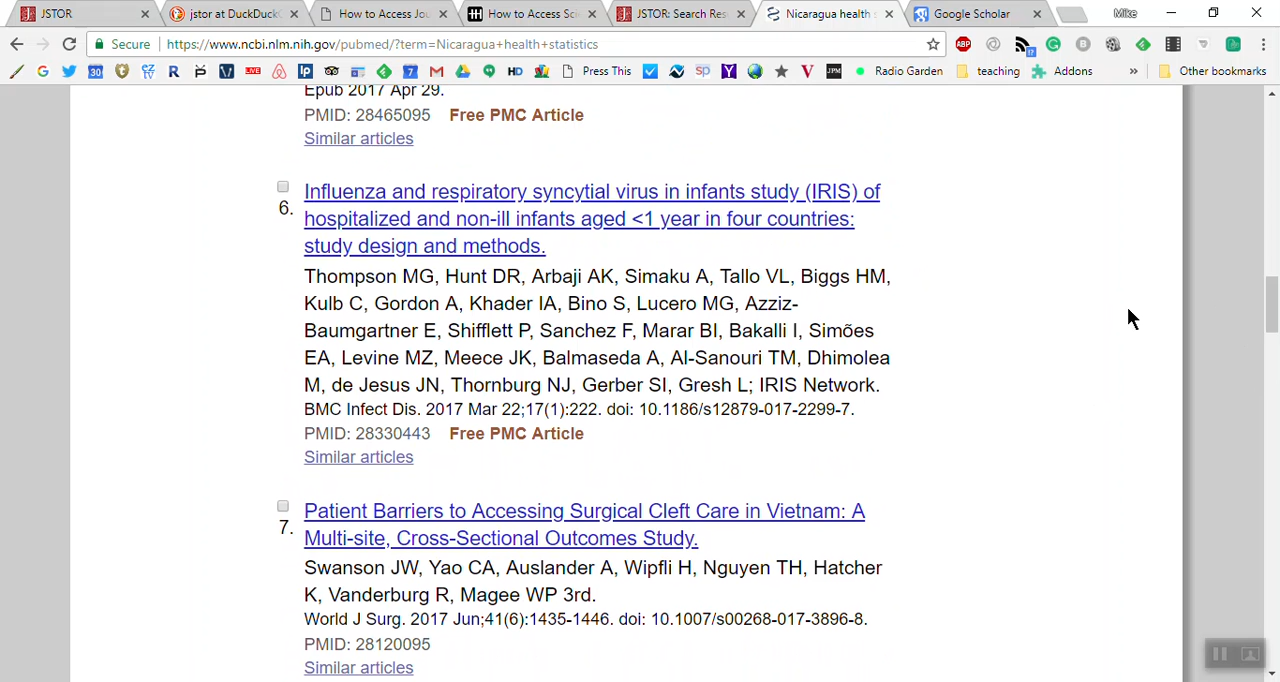 JSTOR
jstor at DuckDuckG
How to Access Jou
How to Access Sci
JSTOR: Search Res
Nicaragua health s
Google Scholar
Mike
Secure
https://www.ncbi.nlm.nih.gov/pubmed/?term=Nicaragua+health+statistics
Press This
Radio Garden
teaching
Addons
»
Other bookmarks
Epub 2017 Apr 29.
PMID: 28465095 Free PMC Article
Similar articles
6. Influenza and respiratory syncytial virus in infants study (IRIS) of
hospitalized and non-ill infants aged <1 year in four countries:
study design and methods.
Thompson MG, Hunt DR, Arbaji AK, Simaku A, Tallo VL, Biggs HM,
Kulb C, Gordon A, Khader IA, Bino S, Lucero MG, Azziz-
Baumgartner E, Shifflett P, Sanchez F, Marar BI, Bakalli I, Simões
EA, Levine MZ, Meece JK, Balmaseda A, Al-Sanouri TM, Dhimolea
M, de Jesus JN, Thornburg NJ, Gerber SI, Gresh L; IRIS Network.
BMC Infect Dis. 2017 Mar 22;17(1):222. doi: 10.1186/s12879-017-2299-7.
PMID: 28330443 Free PMC Article
Similar articles
7. Patient Barriers to Accessing Surgical Cleft Care in Vietnam: A
Multi-site, Cross-Sectional Outcomes Study.
Swanson JW, Yao CA, Auslander A, Wipfli H, Nguyen TH, Hatcher
K, Vanderburg R, Magee WP 3rd.
World J Surg. 2017 Jun;41(6):1435-1446. doi: 10.1007/s00268-017-3896-8.
PMID: 28120095
Similar articles